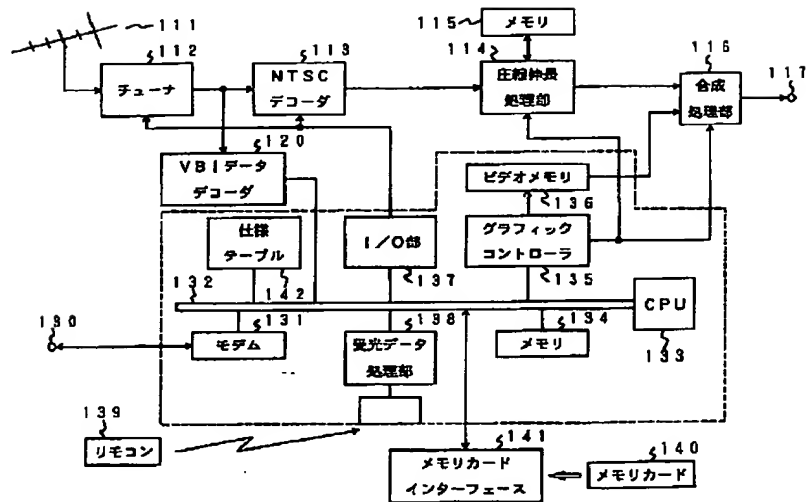 111
112
チューナ
113
NTSC
デコーダ
115
メモリ
114
圧縮伸長
処理部
116
合成
処理部
117
120
VBIデータ
デコーダ
ビデオメモリ
136
仕様
テーブル
142
I/O部
137
グラフィック
コントローラ
135
132
CPU
133
130
131
モデム
138
受光データ
処理部
134
メモリ
139
リモコン
141
メモリカード
インターフェース
140
メモリカード